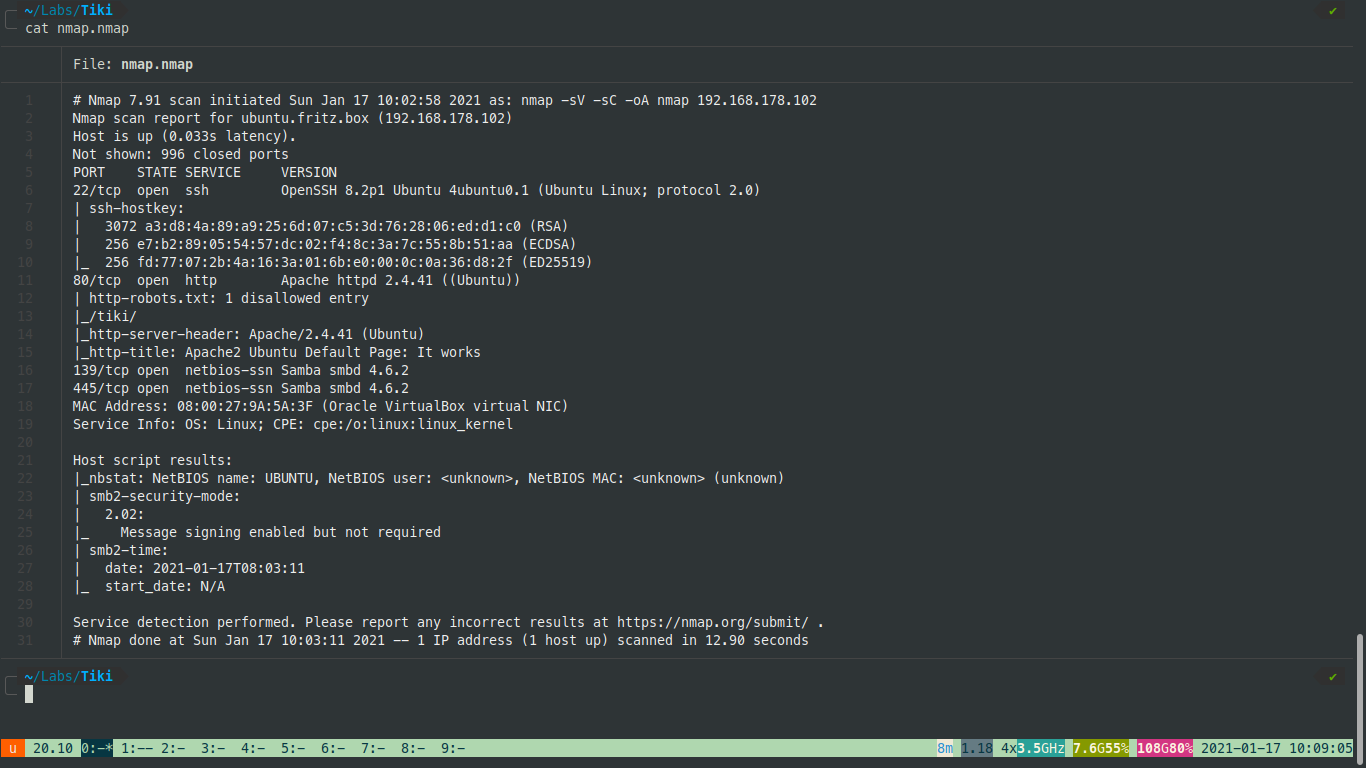 ~/Labs/Tiki ✔
cat nmap.nmap
File: nmap.nmap
1 # Nmap 7.91 scan initiated Sun Jan 17 10:02:58 2021 as: nmap -sV -sC -oA nmap 192.168.178.102
2 Nmap scan report for ubuntu.fritz.box (192.168.178.102)
3 Host is up (0.033s latency).
4 Not shown: 996 closed ports
5 PORT    STATE SERVICE     VERSION
6 22/tcp  open  ssh         OpenSSH 8.2p1 Ubuntu 4ubuntu0.1 (Ubuntu Linux; protocol 2.0)
7 | ssh-hostkey:
8 |   3072 a3:d8:4a:89:a9:25:6d:07:c5:3d:76:28:06:ed:d1:c0 (RSA)
9 |   256 e7:b2:89:05:54:57:dc:02:f4:8c:3a:7c:55:8b:51:aa (ECDSA)
10 |_  256 fd:77:07:2b:4a:16:3a:01:6b:e0:00:0c:0a:36:d8:2f (ED25519)
11 80/tcp  open  http        Apache httpd 2.4.41 ((Ubuntu))
12 | http-robots.txt: 1 disallowed entry
13 |_/tiki/
14 |_http-server-header: Apache/2.4.41 (Ubuntu)
15 |_http-title: Apache2 Ubuntu Default Page: It works
16 139/tcp open  netbios-ssn Samba smbd 4.6.2
17 445/tcp open  netbios-ssn Samba smbd 4.6.2
18 MAC Address: 08:00:27:9A:5A:3F (Oracle VirtualBox virtual NIC)
19 Service Info: OS: Linux; CPE: cpe:/o:linux:linux_kernel
20
21 Host script results:
22 |_nbstat: NetBIOS name: UBUNTU, NetBIOS user: <unknown>, NetBIOS MAC: <unknown> (unknown)
23 | smb2-security-mode:
24 |   2.02:
25 |_    Message signing enabled but not required
26 | smb2-time:
27 |   date: 2021-01-17T08:03:11
28 |_  start_date: N/A
29
30 Service detection performed. Please report any incorrect results at https://nmap.org/submit/ .
31 # Nmap done at Sun Jan 17 10:03:11 2021 -- 1 IP address (1 host up) scanned in 12.90 seconds
~/Labs/Tiki ✔
u 20.10 0:-* 1:-- 2:- 3:- 4:- 5:- 6:- 7:- 8:- 9:- 8m 1.18 4x3.5GHz 7.6G55% 108G80% 2021-01-17 10:09:05